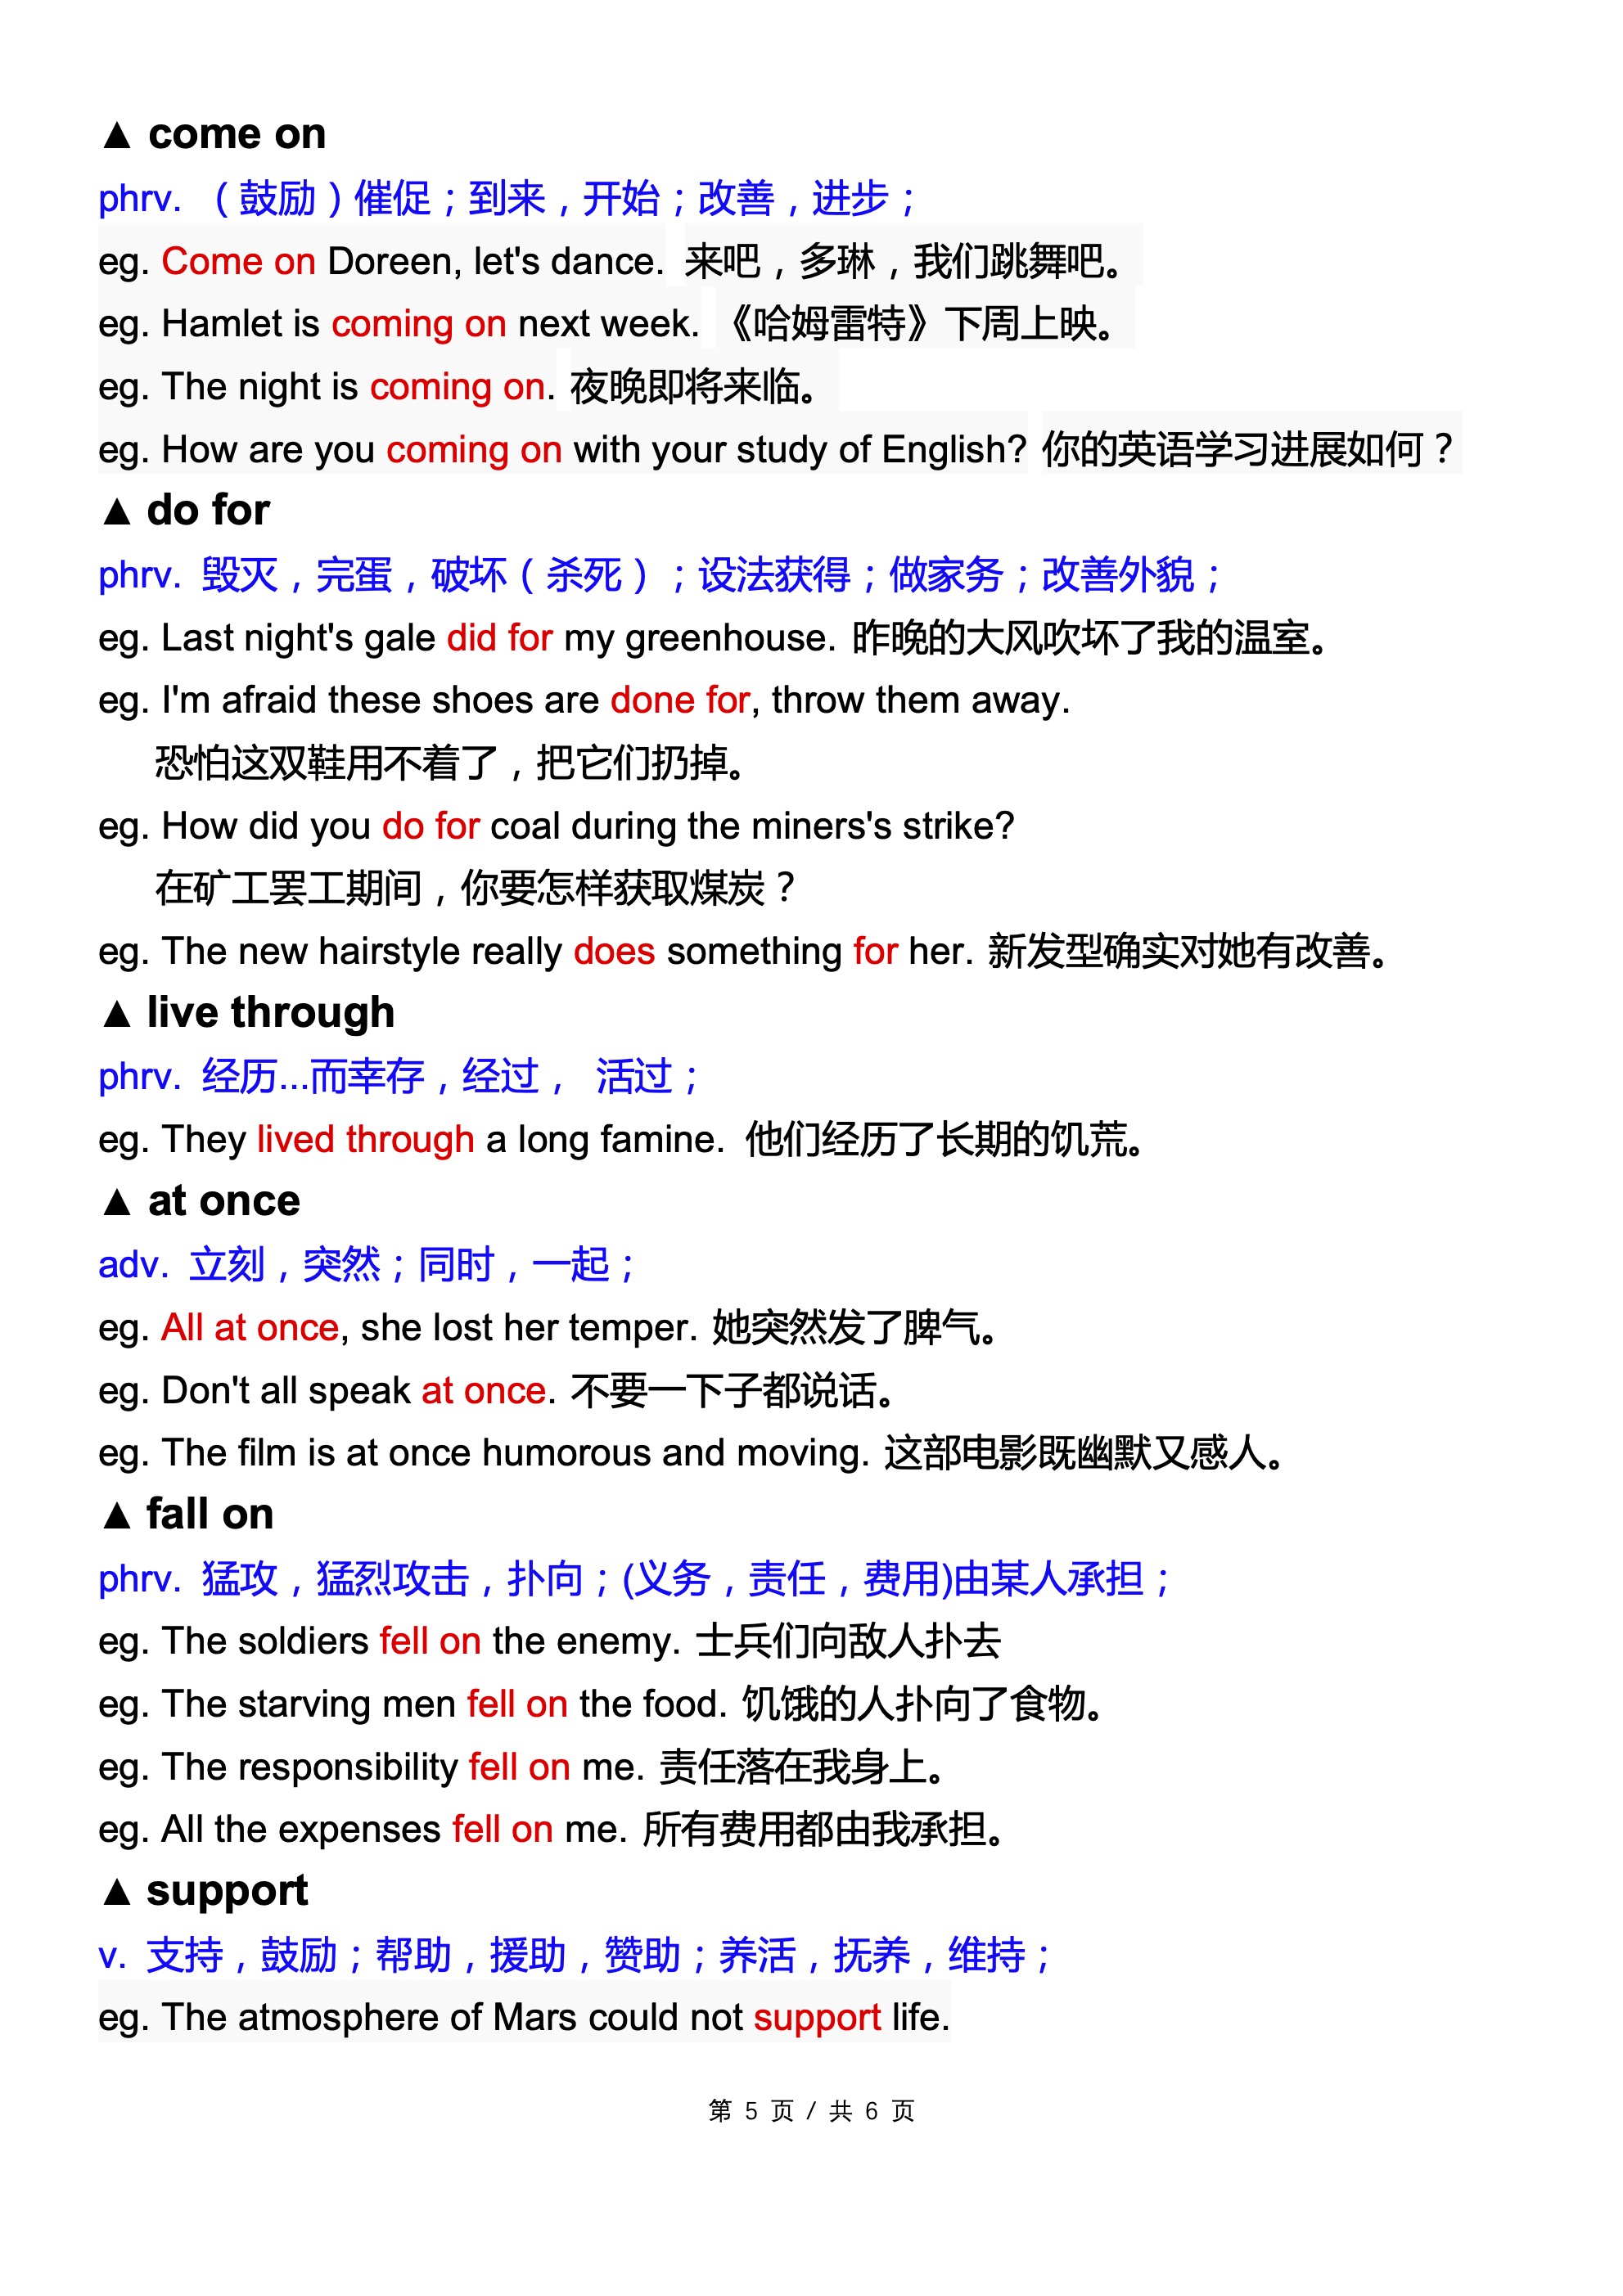 ▲ come on
phrv. （鼓励）催促；到来，开始；改善，进步；
eg. Come on Doreen, let's dance. 来吧，多琳，我们跳舞吧。
eg. Hamlet is coming on next week. 《哈姆雷特》下周上映。
eg. The night is coming on. 夜晚即将来临。
eg. How are you coming on with your study of English? 你的英语学习进展如何？
▲ do for
phrv. 毁灭，完蛋，破坏（杀死）；设法获得；做家务；改善外貌；
eg. Last night's gale did for my greenhouse. 昨晚的大风吹坏了我的温室。
eg. I'm afraid these shoes are done for, throw them away.
恐怕这双鞋用不着了，把它们扔掉。
eg. How did you do for coal during the miners's strike?
在矿工罢工期间，你要怎样获取煤炭？
eg. The new hairstyle really does something for her. 新发型确实对她有改善。
▲ live through
phrv. 经历...而幸存，经过， 活过；
eg. They lived through a long famine. 他们经历了长期的饥荒。
▲ at once
adv. 立刻，突然；同时，一起；
eg. All at once, she lost her temper. 她突然发了脾气。
eg. Don't all speak at once. 不要一下子都说话。
eg. The film is at once humorous and moving. 这部电影既幽默又感人。
▲ fall on
phrv. 猛攻，猛烈攻击，扑向；(义务，责任，费用)由某人承担；
eg. The soldiers fell on the enemy. 士兵们向敌人扑去
eg. The starving men fell on the food. 饥饿的人扑向了食物。
eg. The responsibility fell on me. 责任落在我身上。
eg. All the expenses fell on me. 所有费用都由我承担。
▲ support
v. 支持，鼓励；帮助，援助，赞助；养活，抚养，维持；
eg. The atmosphere of Mars could not support life.
第 5 页 / 共 6 页